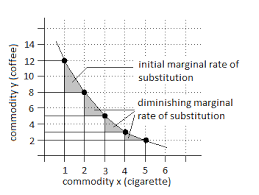 14
12
10
8
6
4
2
commodity y (coffee)
initial marginal rate of
substitution
diminishing marginal
rate of substitution
1 2 3 4 5 6
commodity x (cigarette)